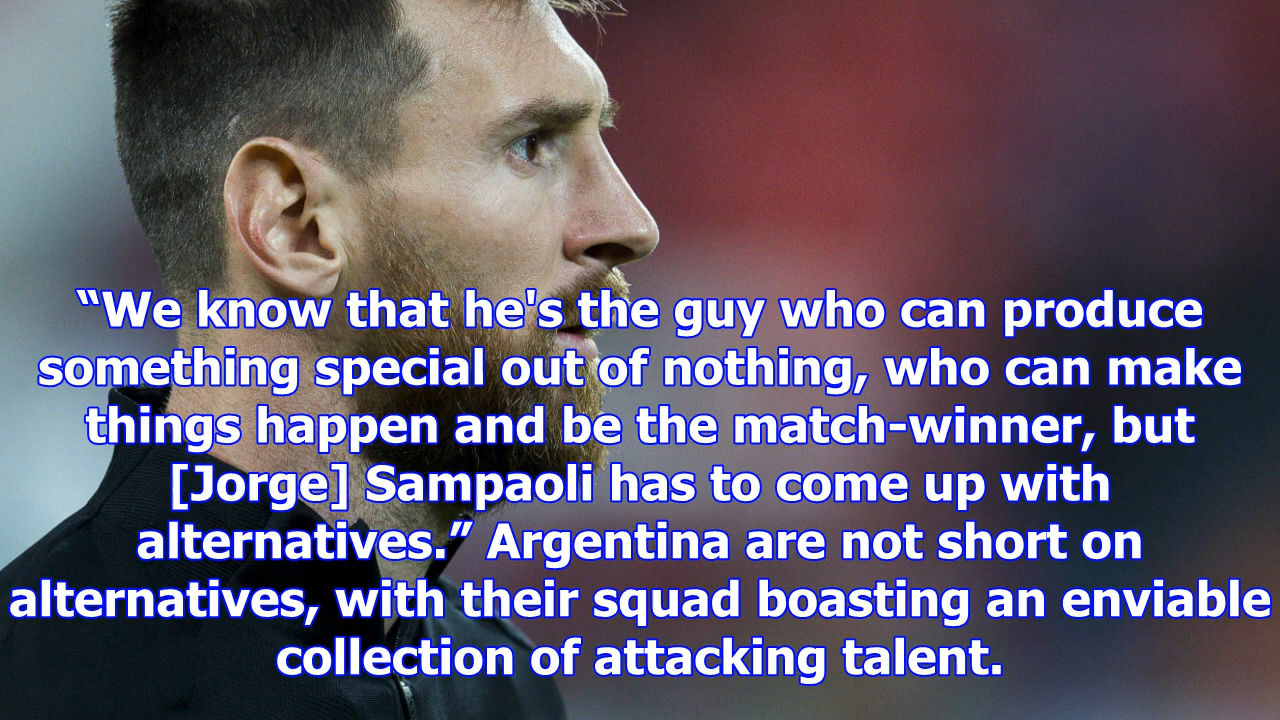 “We know that he's the guy who can produce
something special out of nothing, who can make
things happen and be the match-winner, but
[Jorge] Sampaoli has to come up with
alternatives.” Argentina are not short on
alternatives, with their squad boasting an enviable
collection of attacking talent.